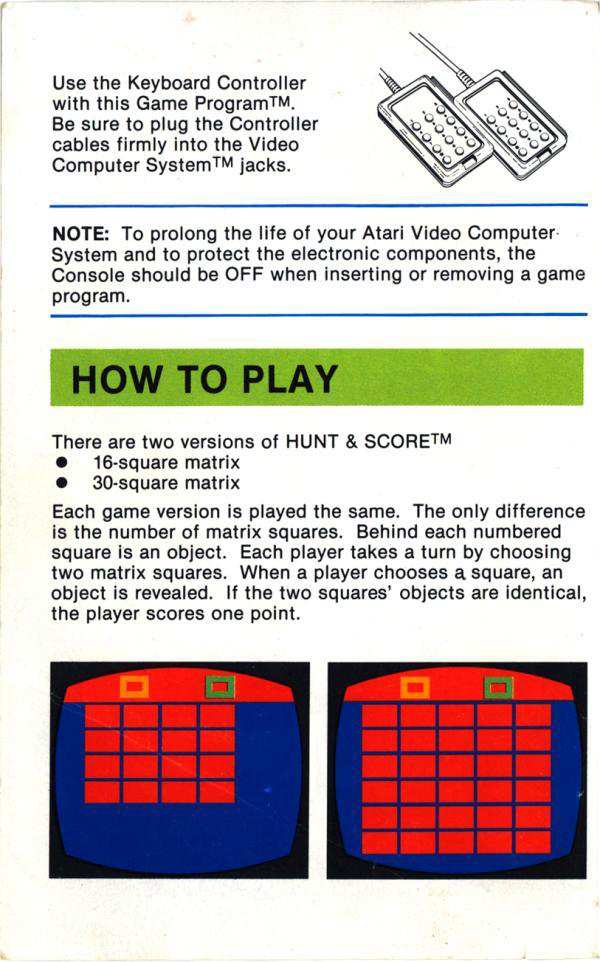 Use the Keyboard Controller
with this Game Program™.
Be sure to plug the Controller
cables firmly into the Video
Computer System™ jacks.
NOTE: To prolong the life of your Atari Video Computer
System and to protect the electronic components, the
Console should be OFF when inserting or removing a game
program.
HOW TO PLAY
There are two versions of HUNT & SCORE™
● 16-square matrix
● 30-square matrix
Each game version is played the same. The only difference
is the number of matrix squares. Behind each numbered
square is an object. Each player takes a turn by choosing
two matrix squares. When a player chooses a square, an
object is revealed. If the two squares' objects are identical,
the player scores one point.